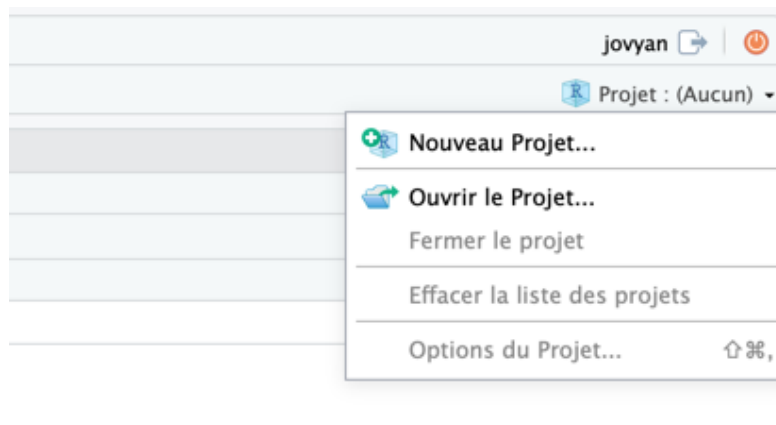 jovyan
Projet : (Aucun)
Nouveau Projet...
Ouvrir le Projet...
Fermer le projet
Effacer la liste des projets
Options du Projet... ⇧⌘,